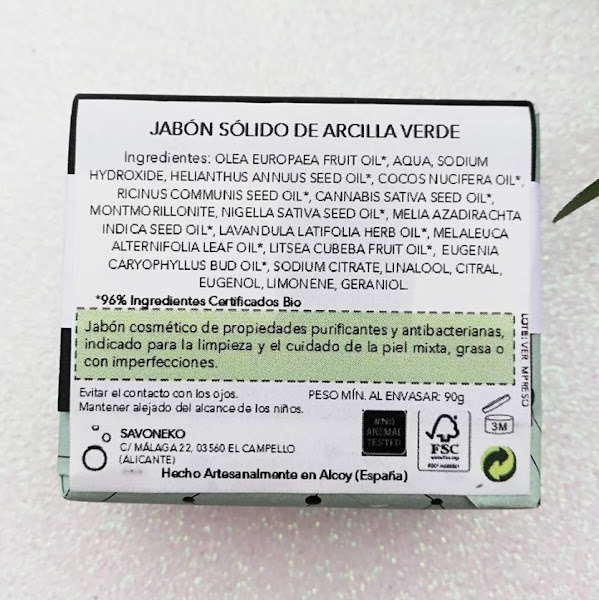 JABÓN SÓLIDO DE ARCILLA VERDE
Ingredientes: OLEA EUROPAEA FRUIT OIL*, AQUA, SODIUM
HYDROXIDE, HELIANTHUS ANNUUS SEED OIL*, COCOS NUCIFERA OIL*,
RICINUS COMMUNIS SEED OIL*, CANNABIS SATIVA SEED OIL*,
MONTMORILLONITE, NIGELLA SATIVA SEED OIL*, MELIA AZADIRACHTA
INDICA SEED OIL*, LAVANDULA LATIFOLIA HERB OIL*, MELALEUCA
ALTERNIFOLIA LEAF OIL*, LITSEA CUBEBA FRUIT OIL*, EUGENIA
CARYOPHYLLUS BUD OIL*, SODIUM CITRATE, LINALOOL, CITRAL,
EUGENOL, LIMONENE, GERANIOL.
*96% Ingredientes Certificados Bio
Jabón cosmético de propiedades purificantes y antibacterianas,
indicado para la limpieza y el cuidado de la piel mixta, grasa o
con imperfecciones.
LOTE: VER IMPRESO
Evitar el contacto con los ojos.
Mantener alejado del alcance de los niños.
PESO MÍN. AL ENVASAR: 90g
SAVONEKO
C/ MÁLAGA 22, 03560 EL CAMPELLO
(ALICANTE)
#NO
ANIMAL
TESTED
FSC
3M
Hecho Artesanalmente en Alcoy (España)